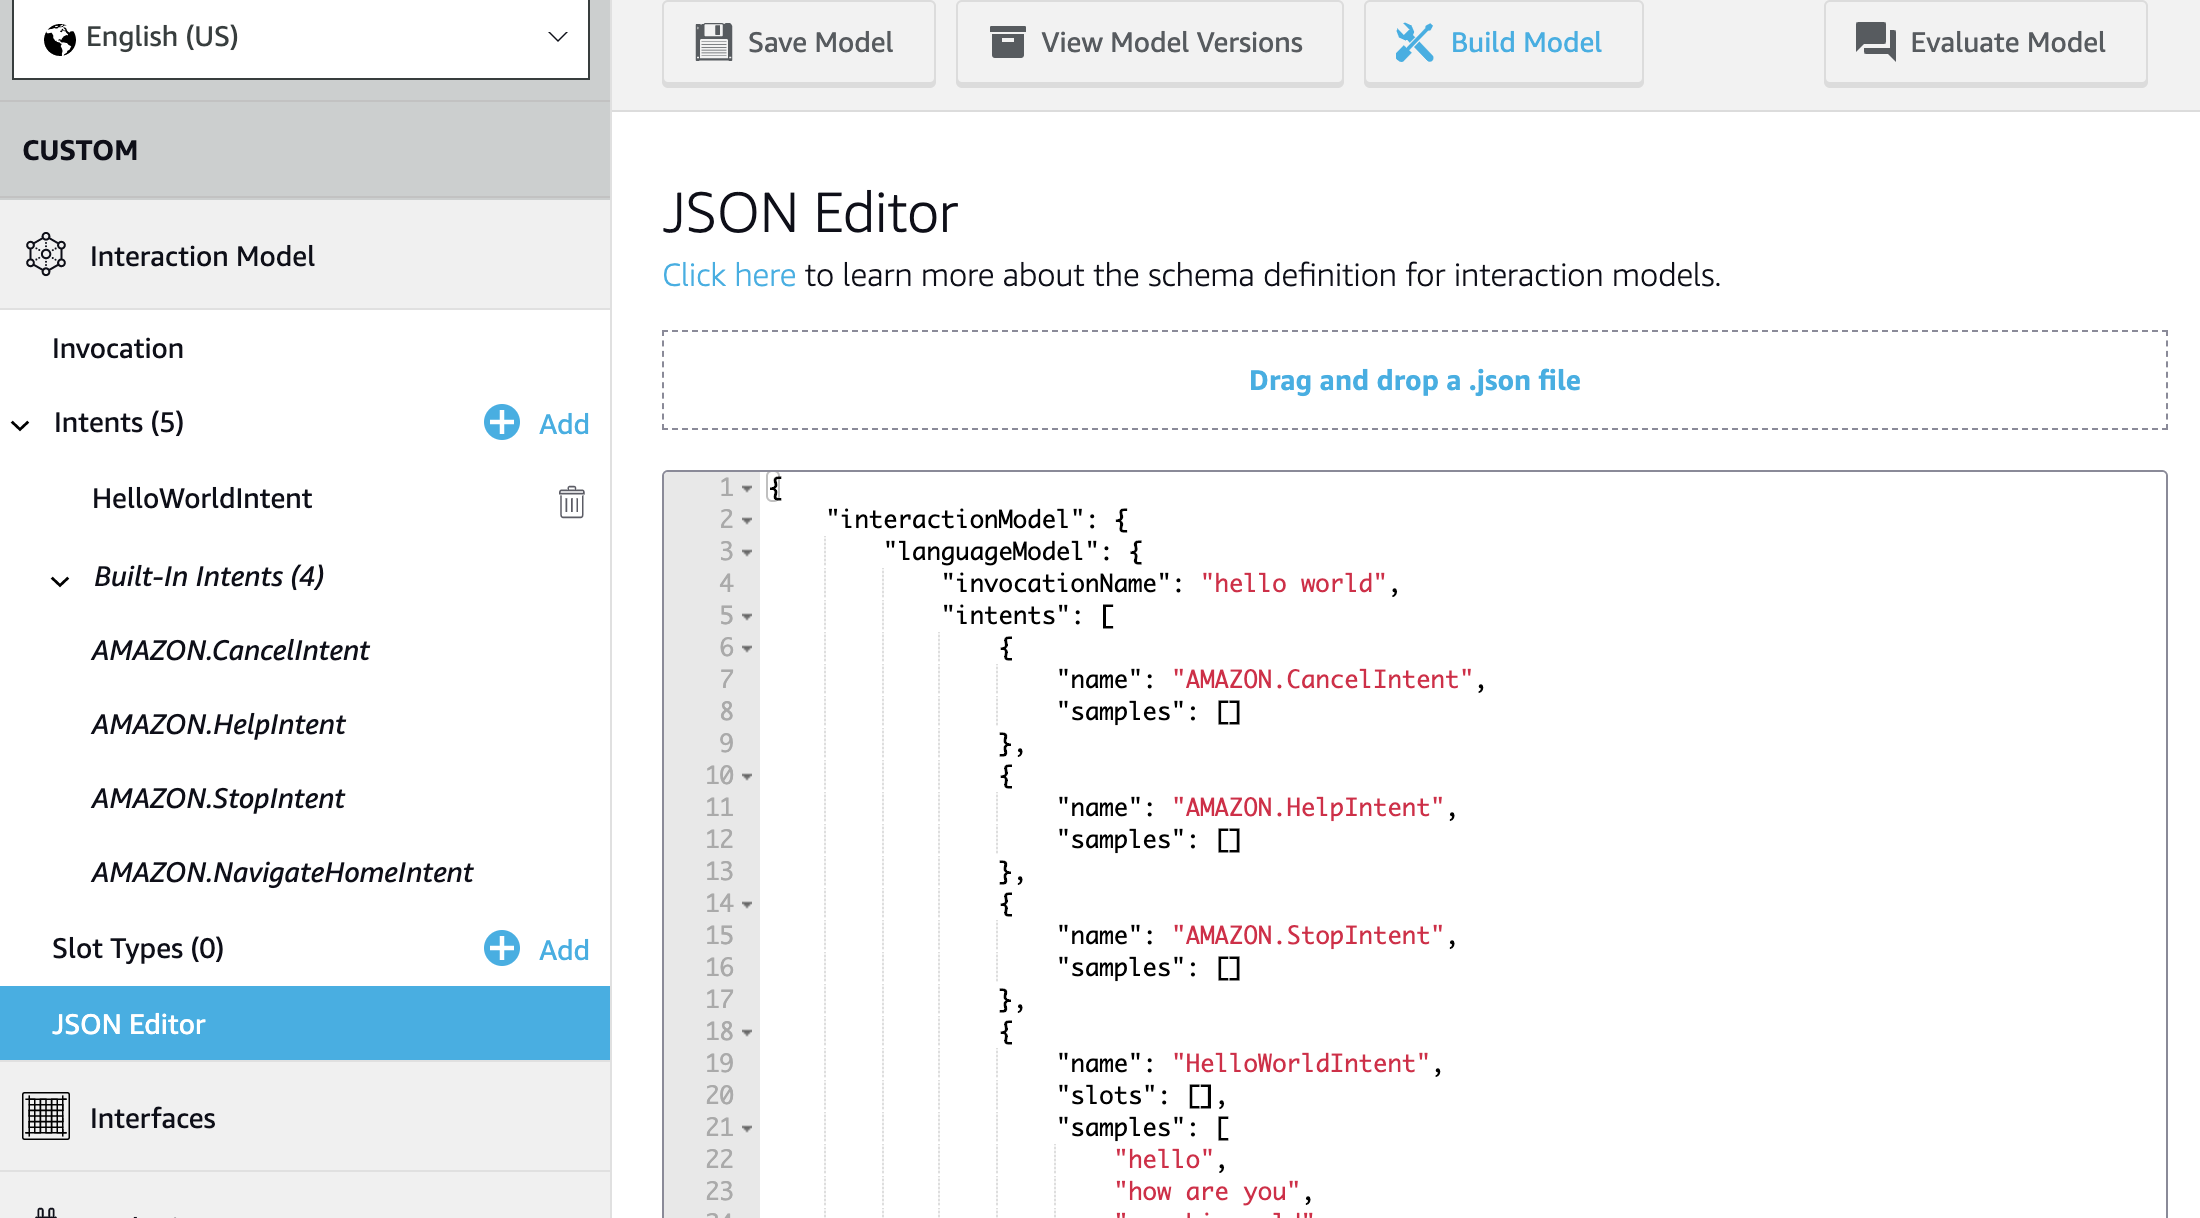 English (US)
Save Model
View Model Versions
Build Model
Evaluate Model
CUSTOM
Interaction Model
Invocation
Intents (5)
Add
HelloWorldIntent
Built-In Intents (4)
AMAZON.CancelIntent
AMAZON.HelpIntent
AMAZON.StopIntent
AMAZON.NavigateHomeIntent
Slot Types (0)
Add
JSON Editor
Interfaces
JSON Editor
Click here to learn more about the schema definition for interaction models.
Drag and drop a .json file
1 {
2 "interactionModel": {
3 "languageModel": {
4 "invocationName": "hello world",
5 "intents": [
6 {
7 "name": "AMAZON.CancelIntent",
8 "samples": []
9 },
10 {
11 "name": "AMAZON.HelpIntent",
12 "samples": []
13 },
14 {
15 "name": "AMAZON.StopIntent",
16 "samples": []
17 },
18 {
19 "name": "HelloWorldIntent",
20 "slots": [],
21 "samples": [
22 "hello",
23 "how are you",